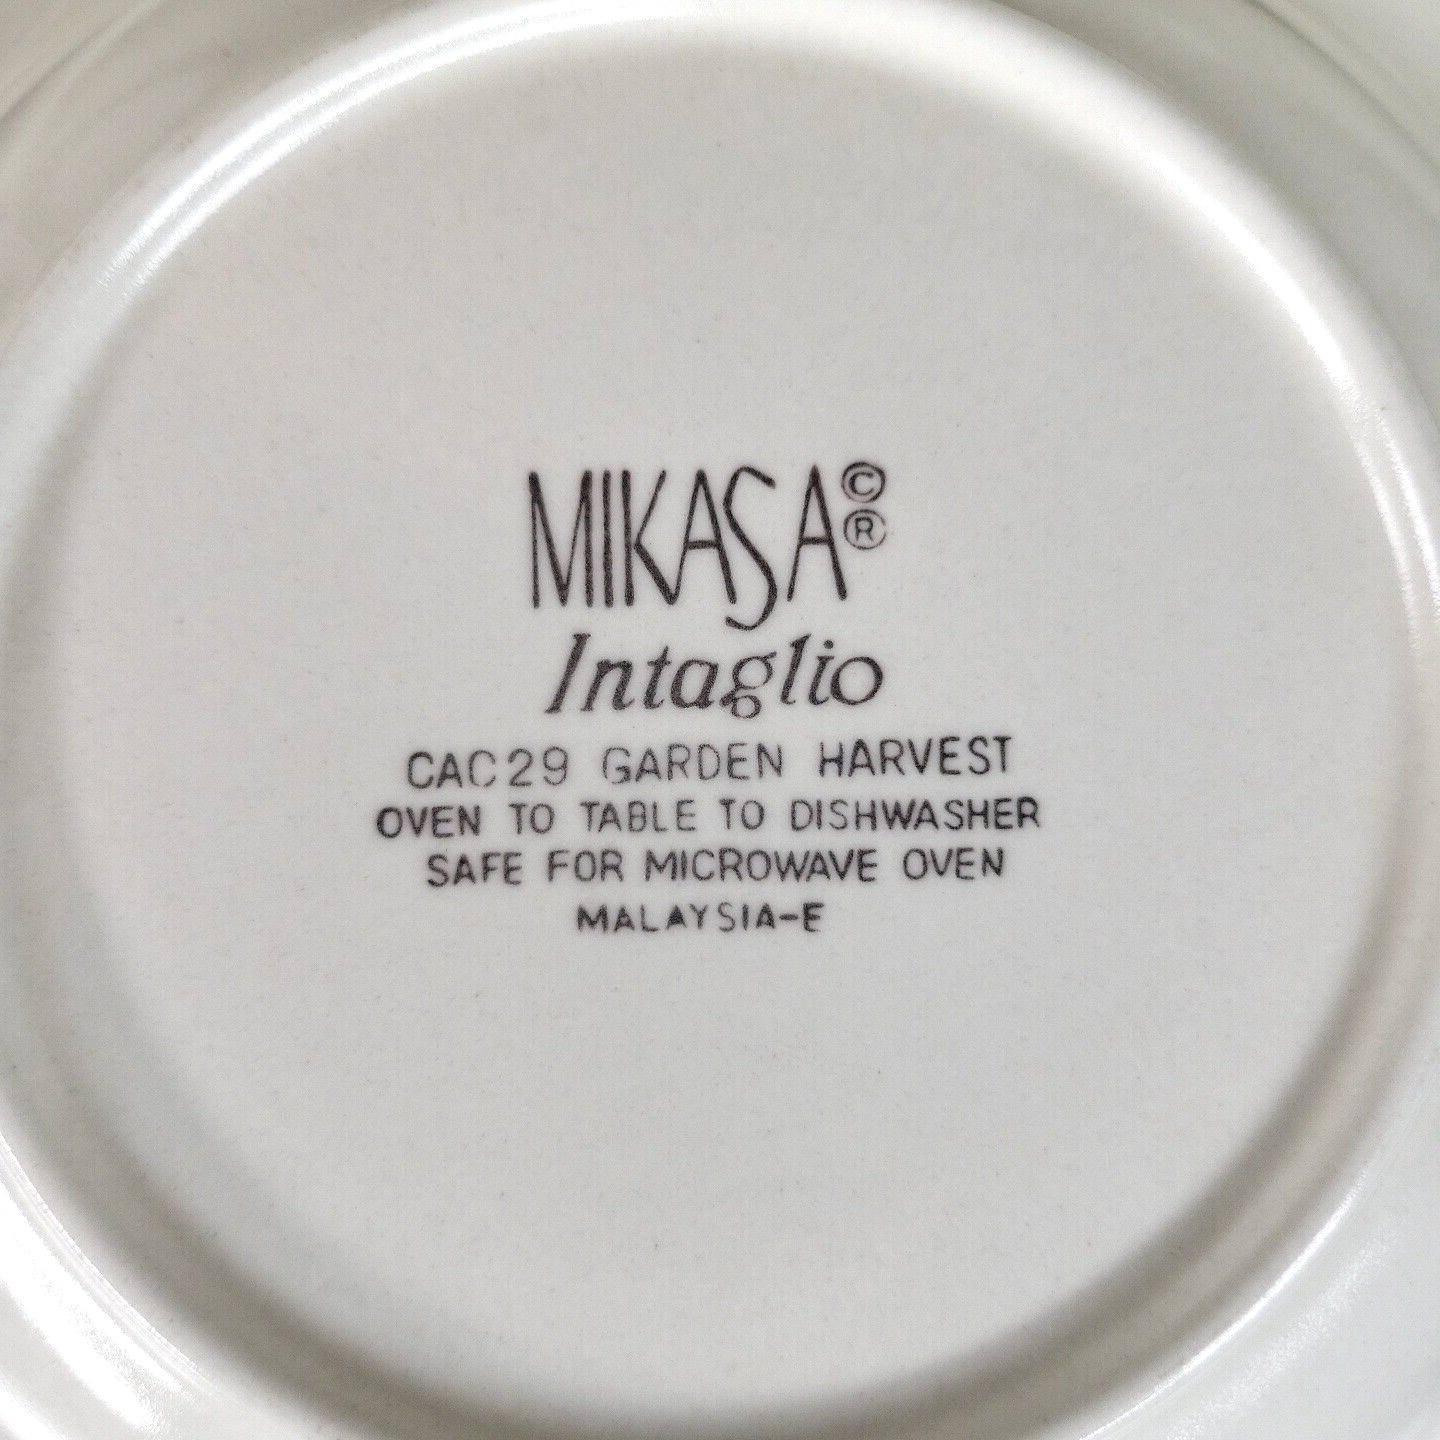 MIKASA©®
Intaglio
CAC29 GARDEN HARVEST
OVEN TO TABLE TO DISHWASHER
SAFE FOR MICROWAVE OVEN
MALAYSIA-E